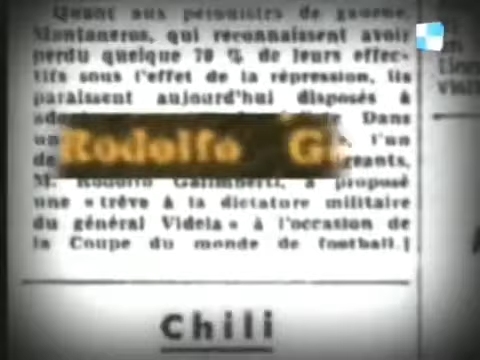 Quant aux péronistes de gauche,
Montoneros, qui reconnaissent avoir
perdu quelque 70 % de leurs effec-
tifs sous l'effet de la répression, ils
paraissent aujourd'hui disposés à
Dans
un l'un
de
Rodolfo G
M. Rodolfo Galimberti, a proposé
une « trêve à la dictature militaire
du général Videla » à l'occasion de
la Coupe du monde de football.]
Chili